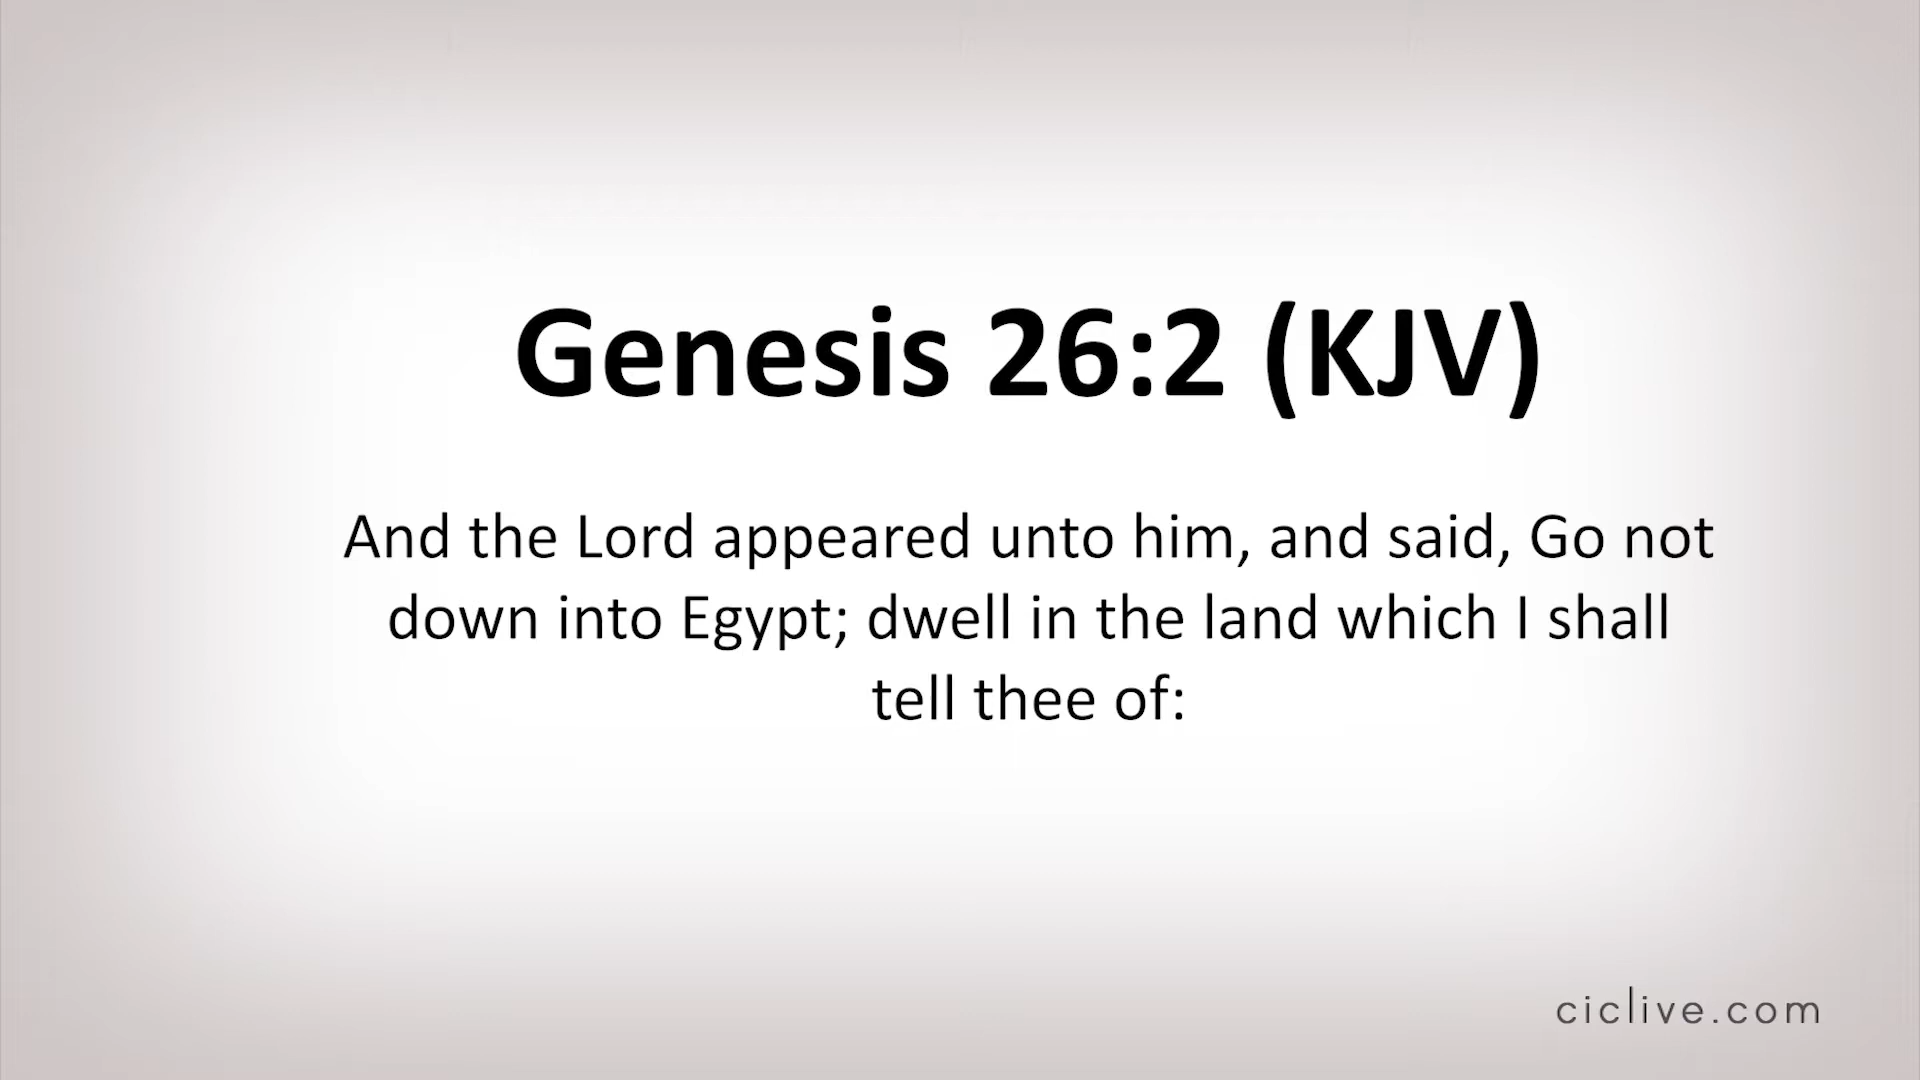 Genesis 26:2 (KJV)
And the Lord appeared unto him, and said, Go not
down into Egypt; dwell in the land which I shall
tell thee of:
ciclive.com